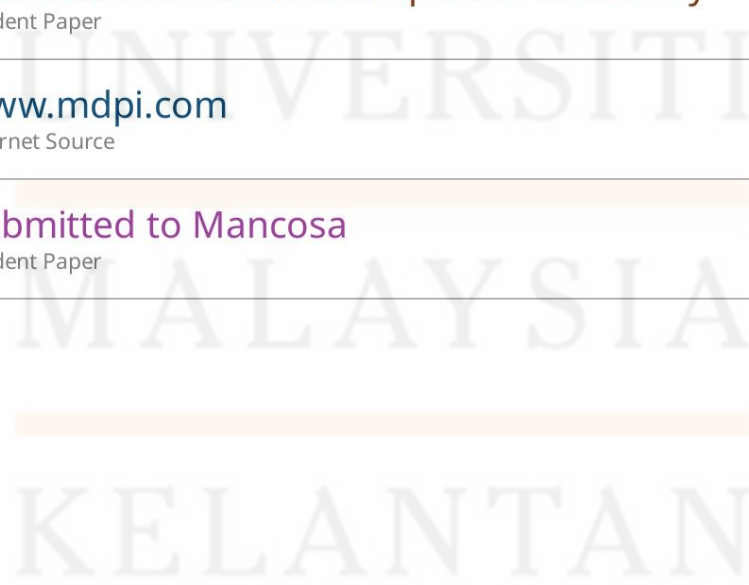 dent Paper
UNIVERSITI
ww.mdpi.com
rnet Source
bmitted to Mancosa
dent Paper
MALAYSIA
KELANTAN